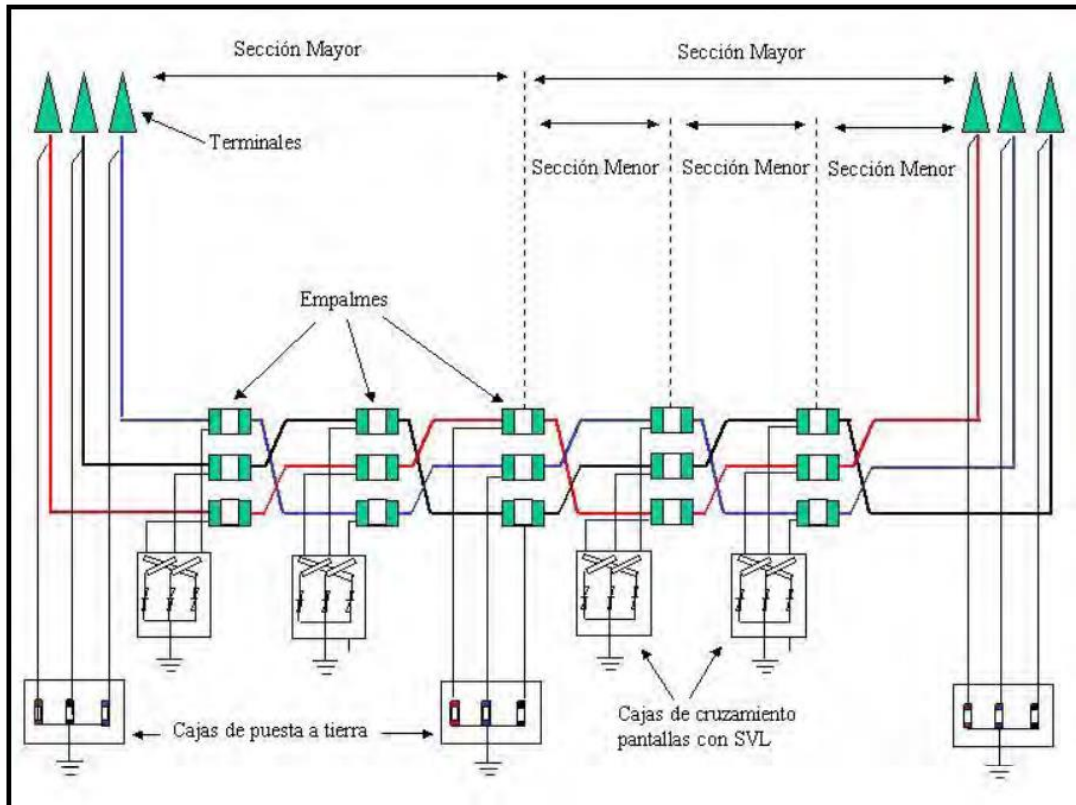 Sección Mayor
Sección Mayor
Terminales
Sección Menor
Sección Menor
Sección Menor
Empalmes
Cajas de puesta a tierra
Cajas de cruzamiento
pantallas con SVL